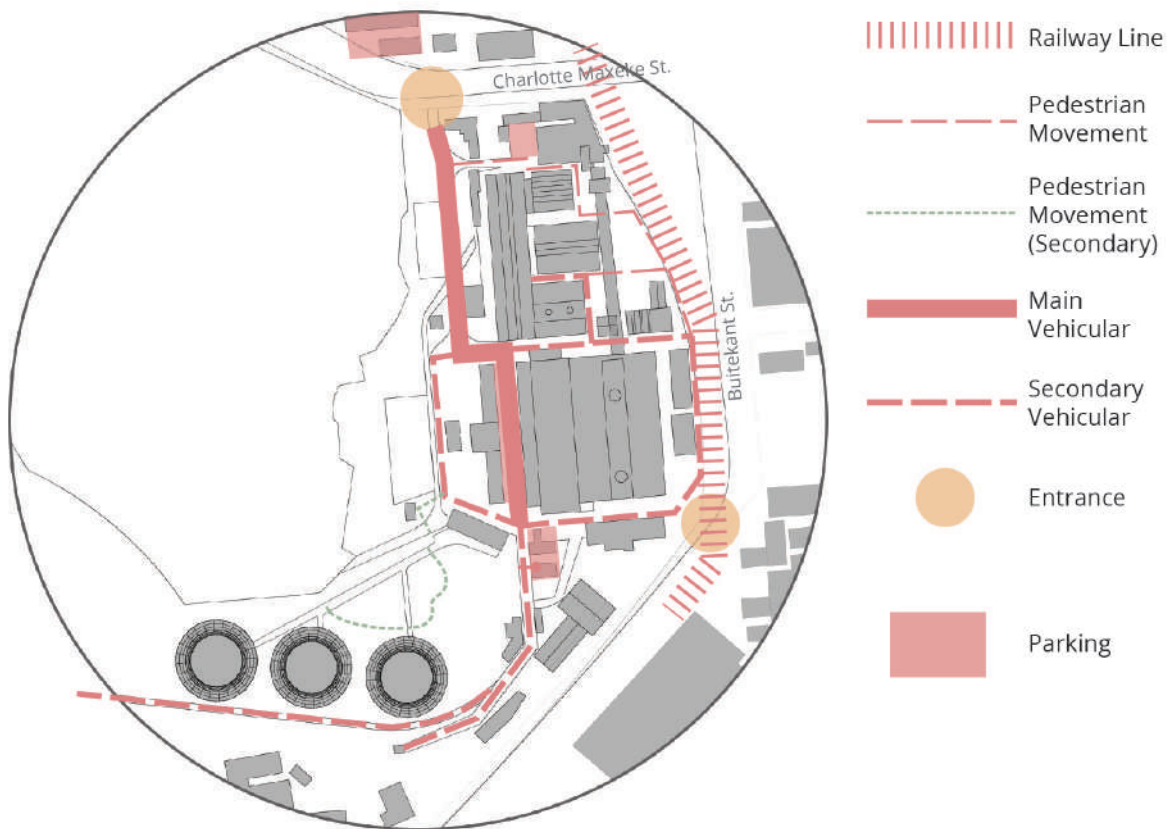 Charlotte Maxeke St.
Buitekant St.
Railway Line
Pedestrian
Movement
Pedestrian
Movement
(Secondary)
Main
Vehicular
Secondary
Vehicular
Entrance
Parking